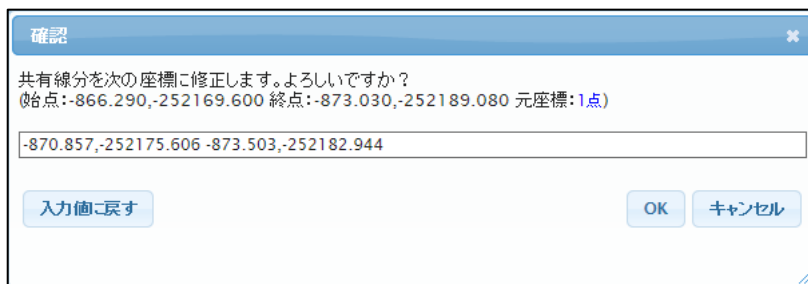 確認
共有線分を次の座標に修正します。よろしいですか？
(始点：-866.290,-252169.600 終点：-873.030,-252189.080 元座標：1点)
-870.857,-252175.606 -873.503,-252182.944
入力値に戻す
OK
キャンセル